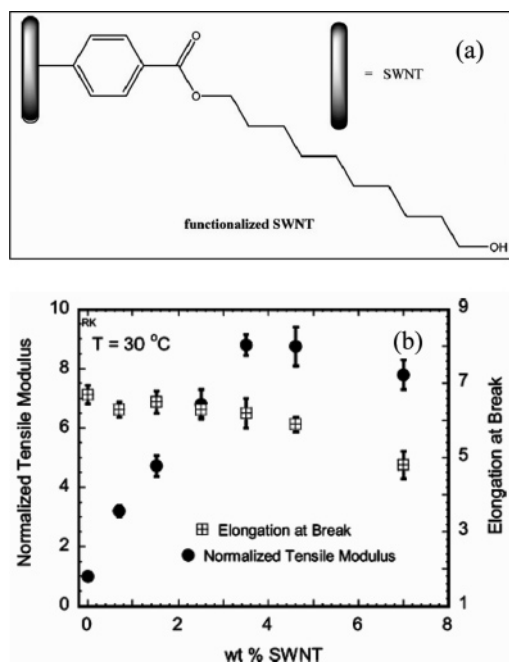 O
O
= SWNT
(a)
functionalized SWNT
OH
RK
T = 30 °C
(b)
Normalized Tensile Modulus
10
8
6
4
2
0
Elongation at Break
Normalized Tensile Modulus
9
7
5
3
1
Elongation at Break
0 2 4 6 8
wt % SWNT